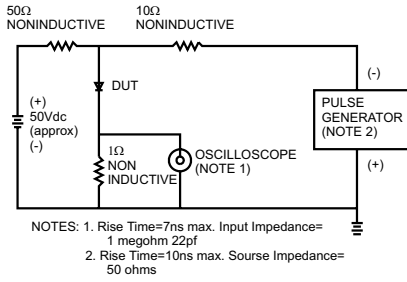 50Ω
NONINDUCTIVE
10Ω
NONINDUCTIVE
DUT
(+)
50Vdc
(approx)
(-)
1Ω
NON
INDUCTIVE
OSCILLOSCOPE
(NOTE 1)
(-)
PULSE
GENERATOR
(NOTE 2)
(+)
NOTES: 1. Rise Time=7ns max. Input Impedance=
1 megohm 22pf
2. Rise Time=10ns max. Sourse Impedance=
50 ohms